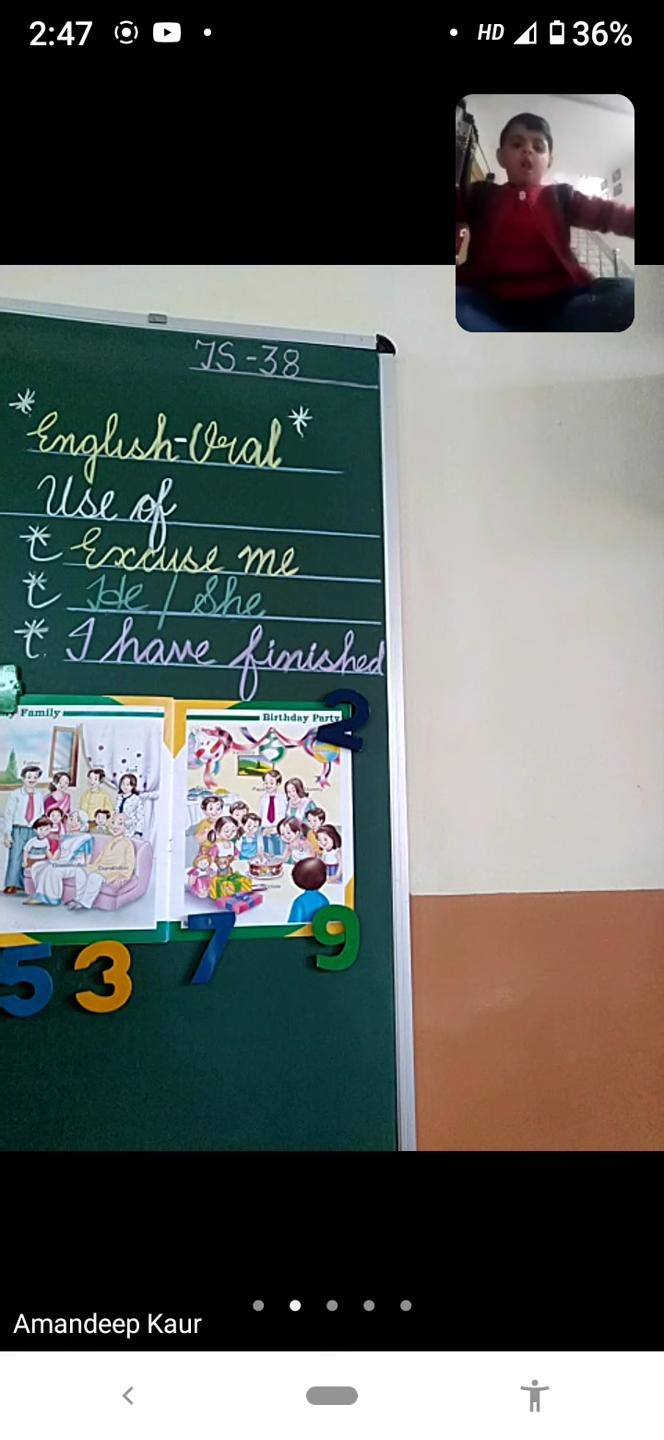 2:47
HD 36%
TS-38
* English-Oral *
Use of
* Excuse me
* He / She
* I have finished
y Family
Birthday Party
2
5 3 7 9
Amandeep Kaur